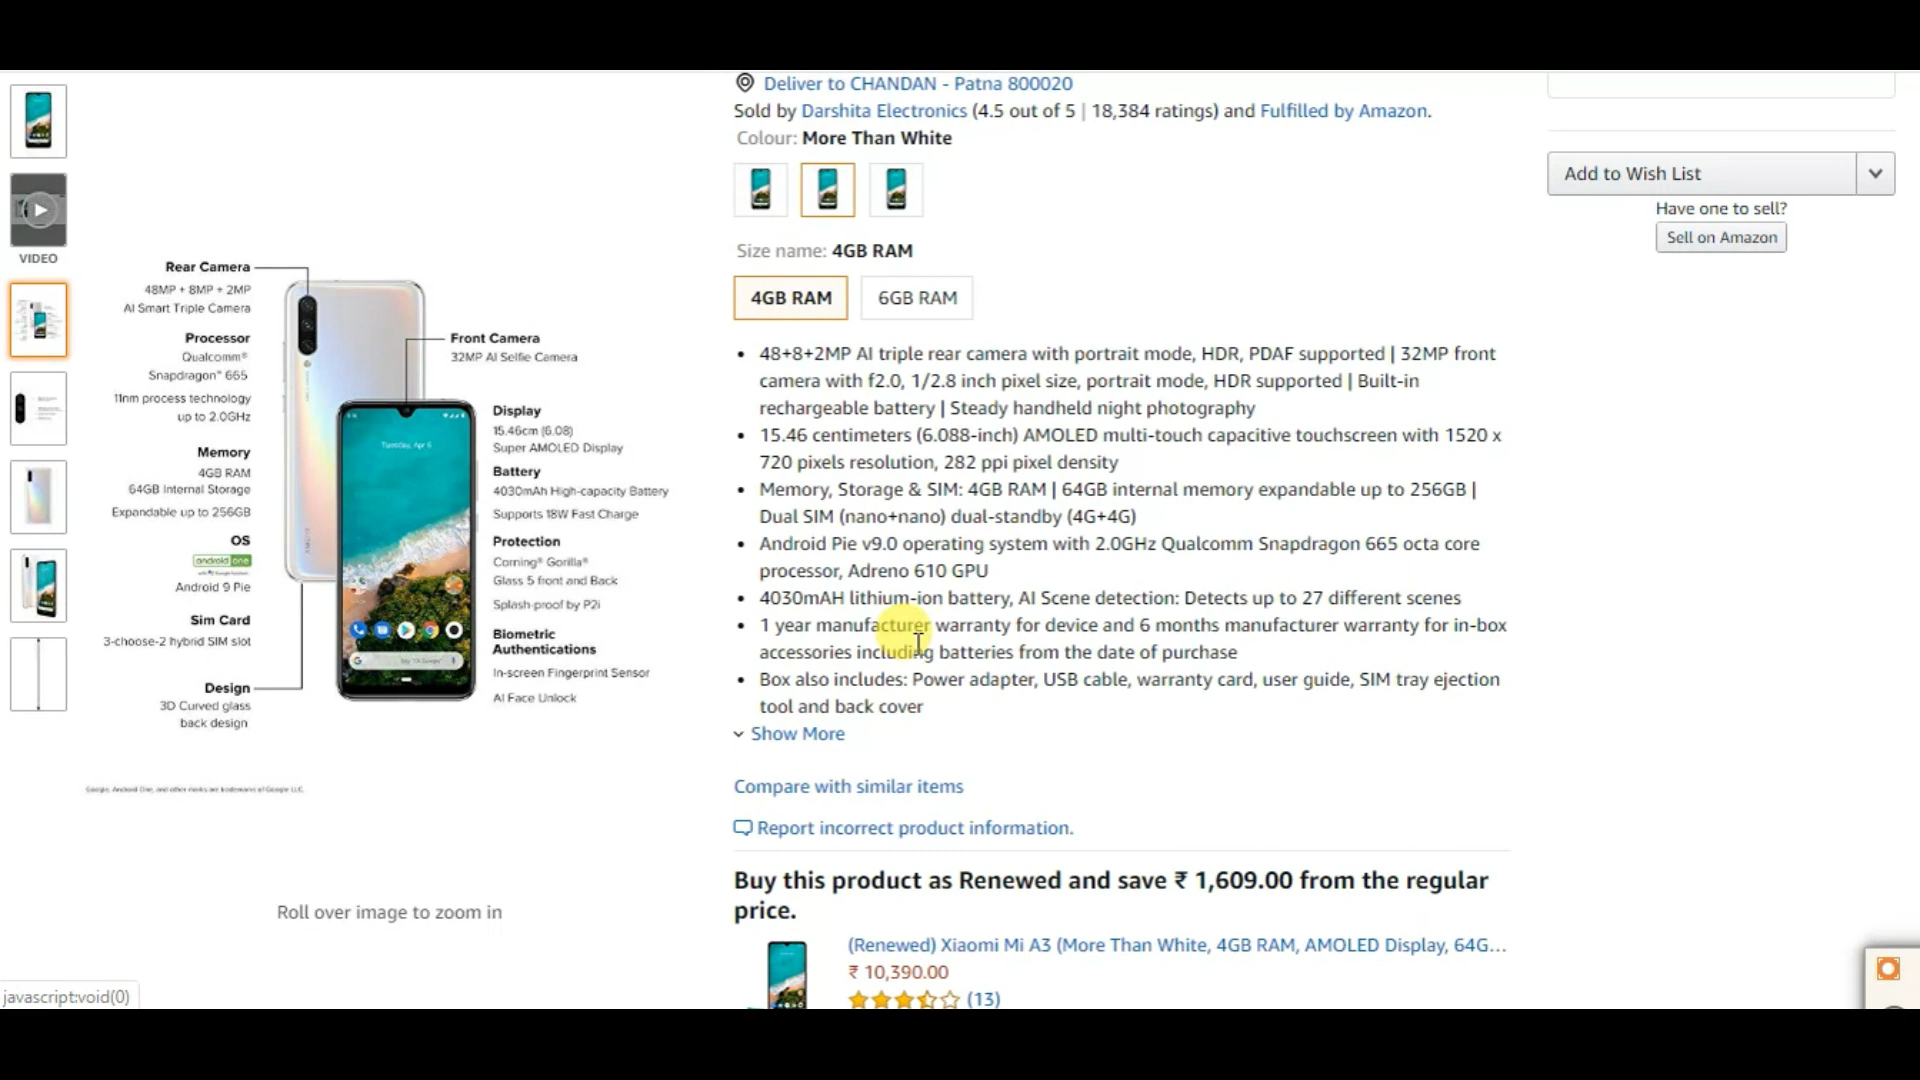 Deliver to CHANDAN - Patna 800020
Sold by Darshita Electronics (4.5 out of 5 | 18,384 ratings) and Fulfilled by Amazon.
Colour: More Than White
Size name: 4GB RAM
4GB RAM
6GB RAM
• 48+8+2MP AI triple rear camera with portrait mode, HDR, PDAF supported | 32MP front
camera with f2.0, 1/2.8 inch pixel size, portrait mode, HDR supported | Built-in
rechargeable battery | Steady handheld night photography
• 15.46 centimeters (6.088-inch) AMOLED multi-touch capacitive touchscreen with 1520 x
720 pixels resolution, 282 ppi pixel density
• Memory, Storage & SIM: 4GB RAM | 64GB internal memory expandable up to 256GB |
Dual SIM (nano+nano) dual-standby (4G+4G)
• Android Pie v9.0 operating system with 2.0GHz Qualcomm Snapdragon 665 octa core
processor, Adreno 610 GPU
• 4030mAH lithium-ion battery, AI Scene detection: Detects up to 27 different scenes
• 1 year manufacturer warranty for device and 6 months manufacturer warranty for in-box
accessories including batteries from the date of purchase
• Box also includes: Power adapter, USB cable, warranty card, user guide, SIM tray ejection
tool and back cover
Show More
Compare with similar items
Report incorrect product information.
Buy this product as Renewed and save ₹ 1,609.00 from the regular
price.
(Renewed) Xiaomi Mi A3 (More Than White, 4GB RAM, AMOLED Display, 64G...
₹ 10,390.00
(13)
Add to Wish List
Have one to sell?
Sell on Amazon
VIDEO
Rear Camera
48MP + 8MP + 2MP
AI Smart Triple Camera
Processor
Qualcomm®
Snapdragon™ 665
11nm process technology
up to 2.0GHz
Memory
4GB RAM
64GB Internal Storage
Expandable up to 256GB
OS
android one
Android 9 Pie
Sim Card
3-choose-2 hybrid SIM slot
Design
3D Curved glass
back design
Front Camera
32MP AI Selfie Camera
Display
15.46cm (6.08)
Super AMOLED Display
Battery
4030mAh High-capacity Battery
Supports 18W Fast Charge
Protection
Corning® Gorilla®
Glass 5 front and Back
Splash-proof by P2i
Biometric
Authentications
In-screen Fingerprint Sensor
AI Face Unlock
Tuesday, Apr 6
Google, Android One, and other marks are trademarks of Google LLC.
Roll over image to zoom in
javascript:void(0)